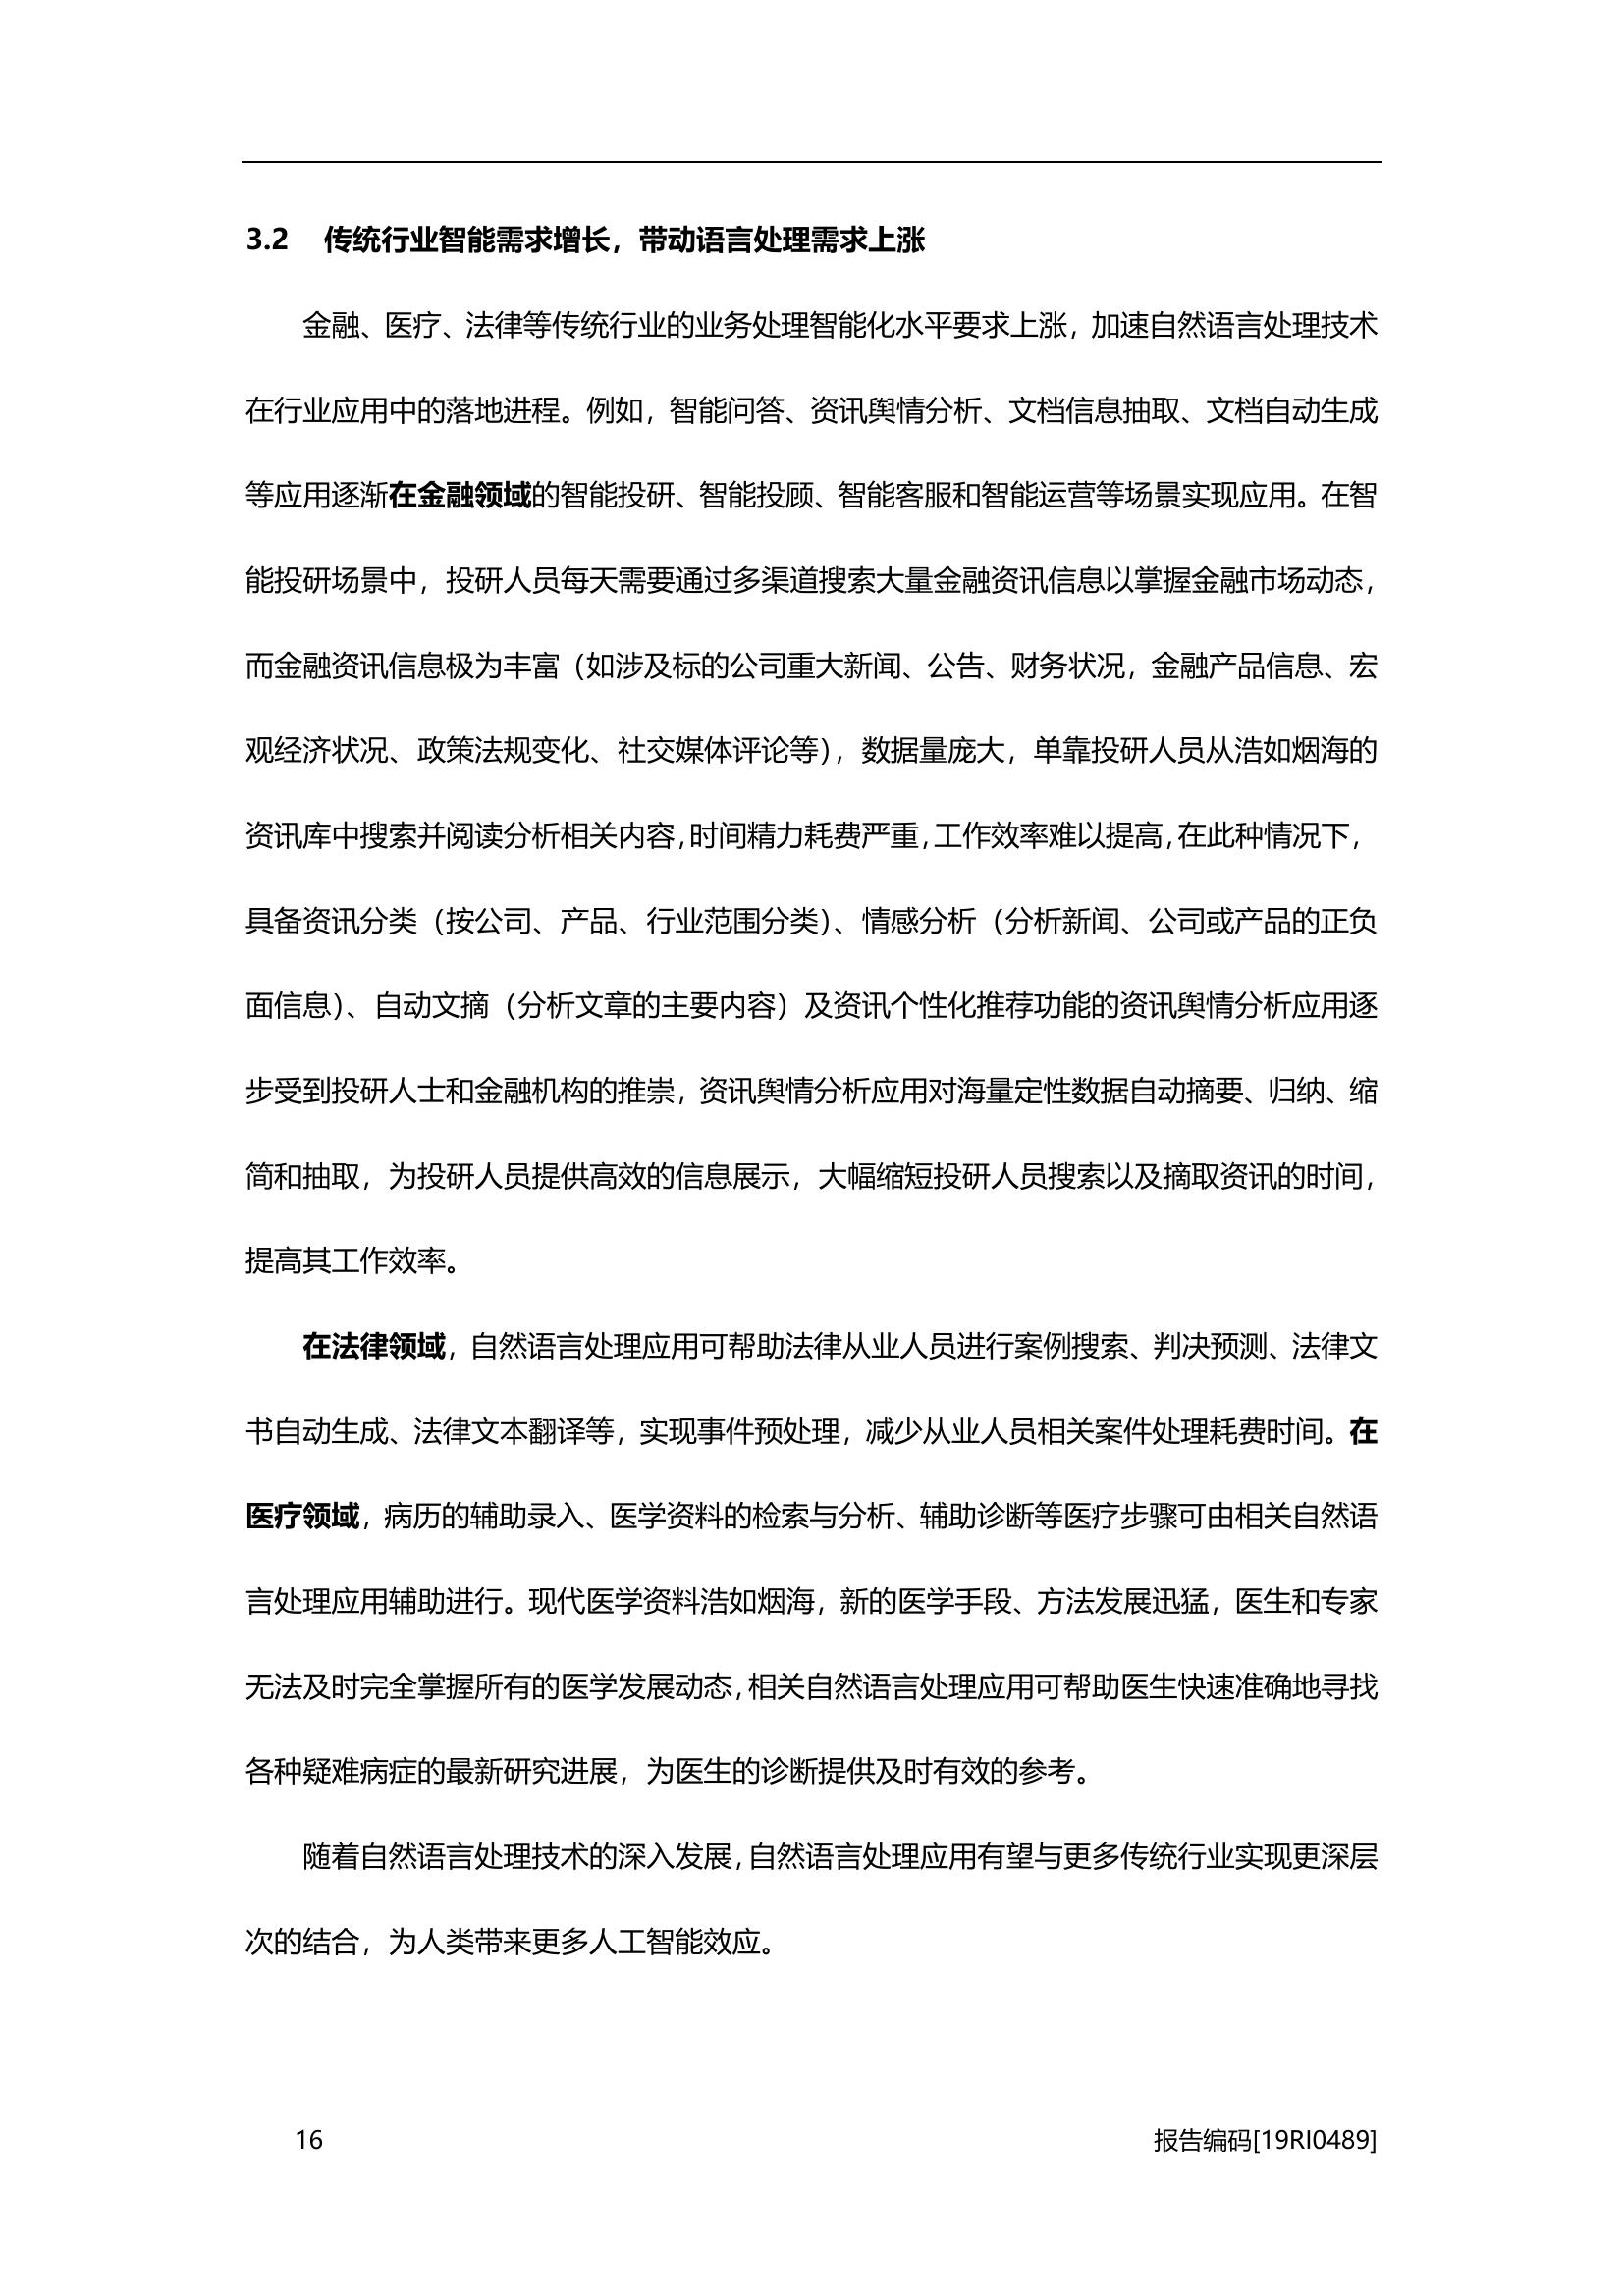 3.2 传统行业智能需求增长，带动语言处理需求上涨
金融、医疗、法律等传统行业的业务处理智能化水平要求上涨，加速自然语言处理技术
在行业应用中的落地进程。例如，智能问答、资讯舆情分析、文档信息抽取、文档自动生成
等应用逐渐在金融领域的智能投研、智能投顾、智能客服和智能运营等场景实现应用。在智
能投研场景中，投研人员每天需要通过多渠道搜索大量金融资讯信息以掌握金融市场动态，
而金融资讯信息极为丰富（如涉及标的公司重大新闻、公告、财务状况，金融产品信息、宏
观经济状况、政策法规变化、社交媒体评论等），数据量庞大，单靠投研人员从浩如烟海的
资讯库中搜索并阅读分析相关内容，时间精力耗费严重，工作效率难以提高，在此种情况下，
具备资讯分类（按公司、产品、行业范围分类）、情感分析（分析新闻、公司或产品的正负
面信息）、自动文摘（分析文章的主要内容）及资讯个性化推荐功能的资讯舆情分析应用逐
步受到投研人士和金融机构的推崇，资讯舆情分析应用对海量定性数据自动摘要、归纳、缩
简和抽取，为投研人员提供高效的信息展示，大幅缩短投研人员搜索以及摘取资讯的时间，
提高其工作效率。
在法律领域，自然语言处理应用可帮助法律从业人员进行案例搜索、判决预测、法律文
书自动生成、法律文本翻译等，实现事件预处理，减少从业人员相关案件处理耗费时间。在
医疗领域，病历的辅助录入、医学资料的检索与分析、辅助诊断等医疗步骤可由相关自然语
言处理应用辅助进行。现代医学资料浩如烟海，新的医学手段、方法发展迅猛，医生和专家
无法及时完全掌握所有的医学发展动态，相关自然语言处理应用可帮助医生快速准确地寻找
各种疑难病症的最新研究进展，为医生的诊断提供及时有效的参考。
随着自然语言处理技术的深入发展，自然语言处理应用有望与更多传统行业实现更深层
次的结合，为人类带来更多人工智能效应。
16 报告编码[19RI0489]